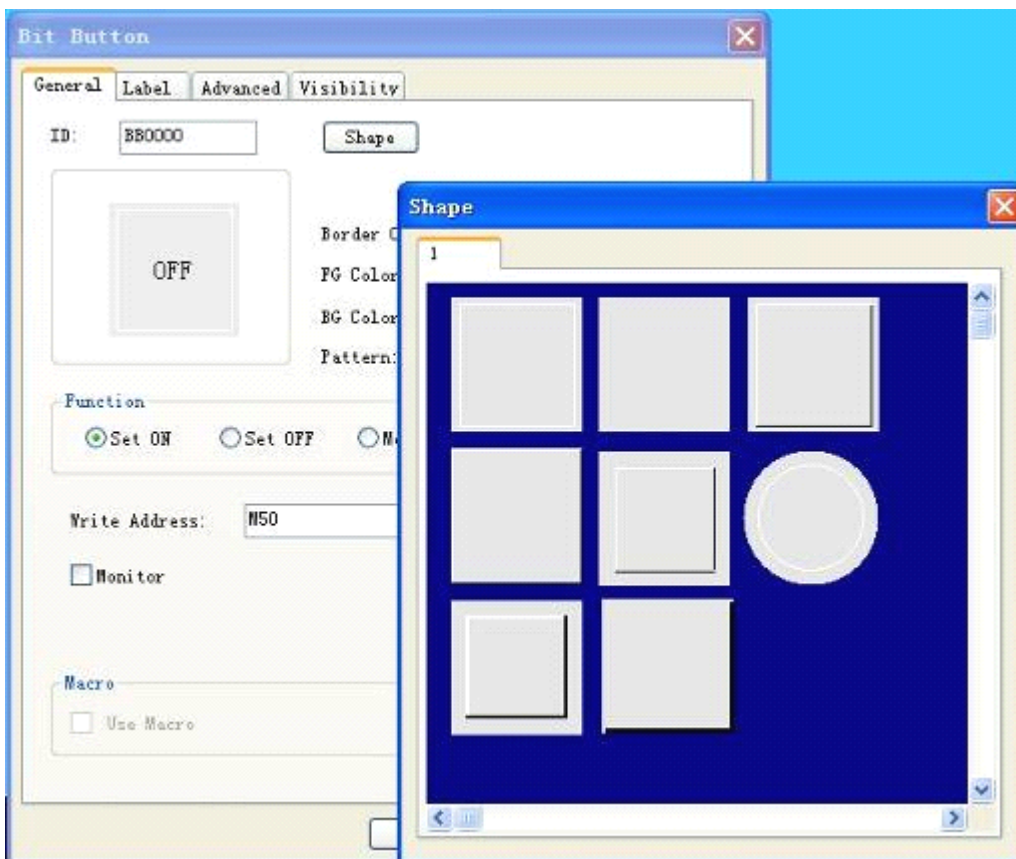 Bit Button
General Label Advanced Visibility
ID: BB0000 Shape
OFF
Border C
FG Color
BG Color
Pattern:
Function
Set ON Set OFF
Write Address: M50
Monitor
Macro
Use Macro
Shape
1